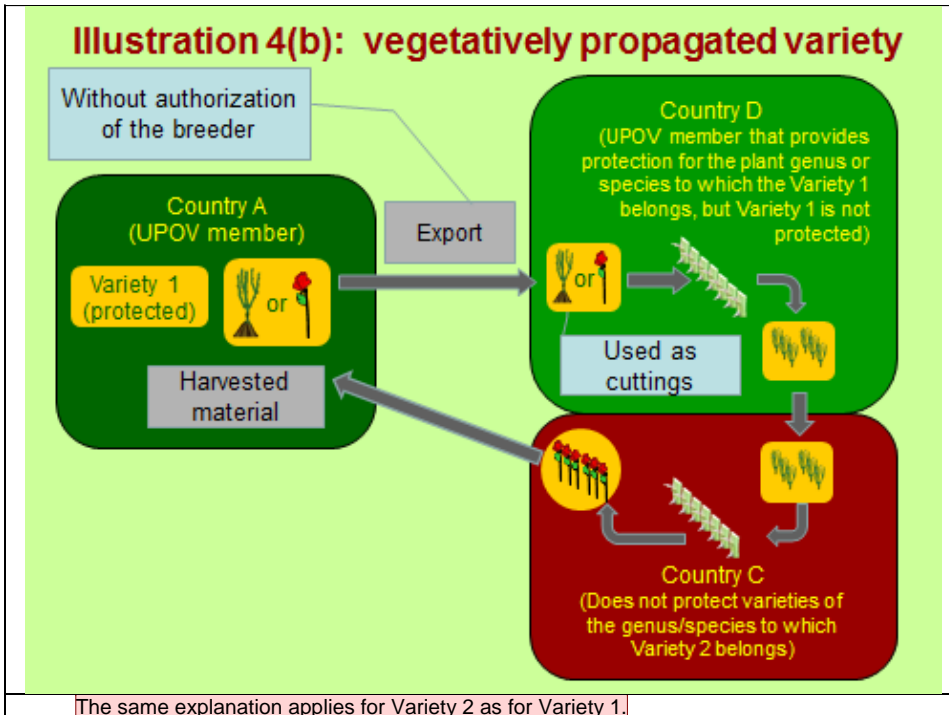 Illustration 4(b): vegetatively propagated variety
Without authorization
of the breeder
Country A
(UPOV member)
Variety 1
(protected)
or
Harvested
material
Export
Country D
(UPOV member that provides
protection for the plant genus or
species to which the Variety 1
belongs, but Variety 1 is not
protected)
or
Used as
cuttings
Country C
(Does not protect varieties of
the genus/species to which
Variety 2 belongs)
The same explanation applies for Variety 2 as for Variety 1.